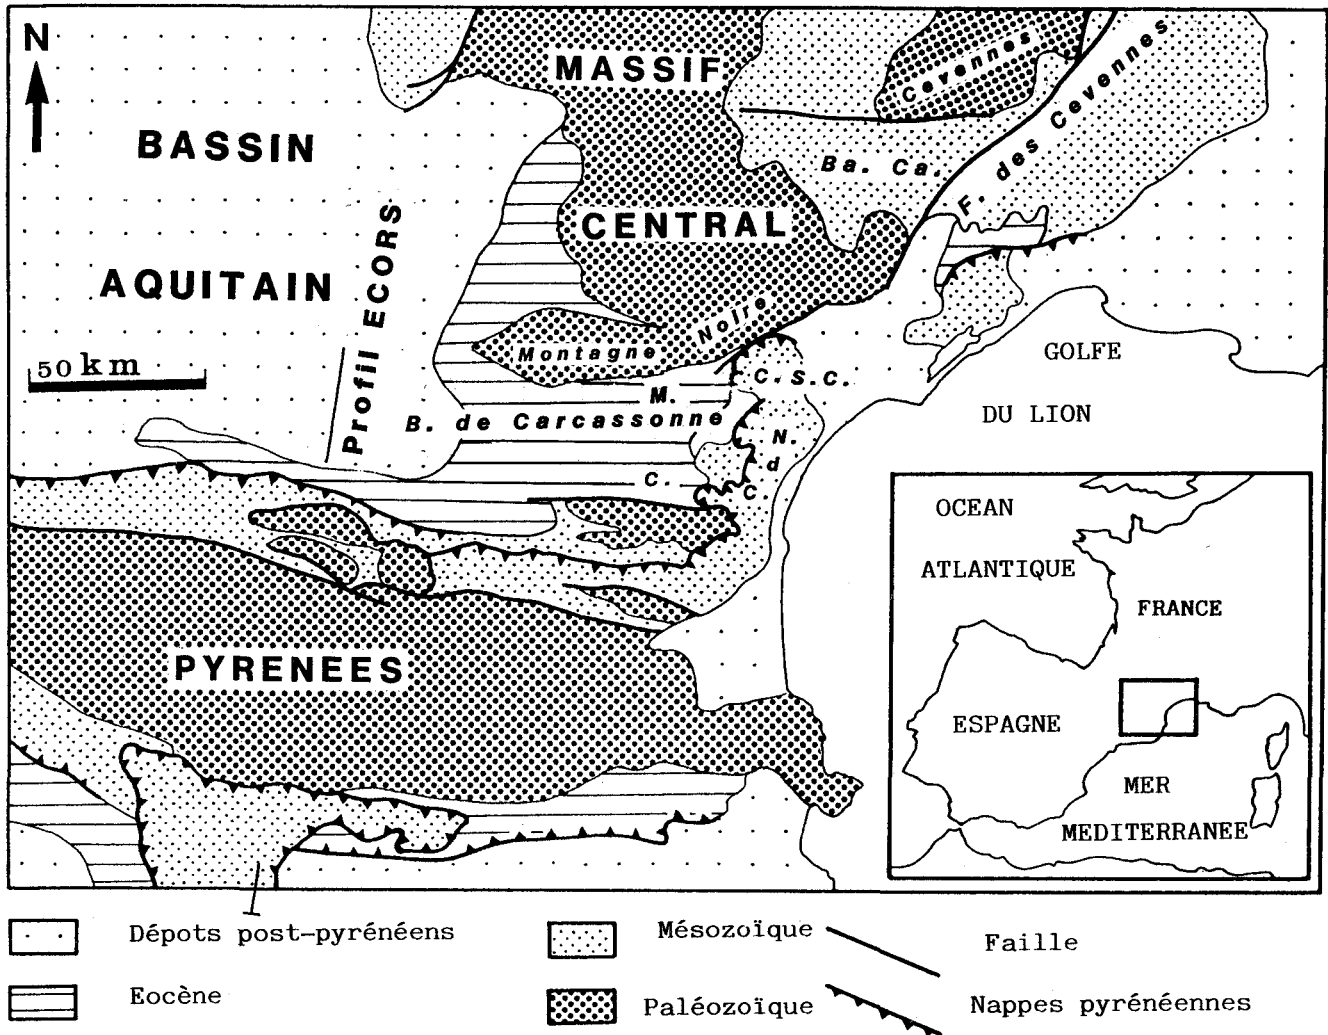 N
MASSIF
CENTRAL
Cevennes
F. des Cevennes
Ba. Ca.
BASSIN
AQUITAIN
Profil ECORS
50 km
Montagne Noire
M.
C. S.C.
B. de Carcassonne
N.
d
C.
C.
GOLFE
DU LION
PYRENEES
OCEAN
ATLANTIQUE
FRANCE
ESPAGNE
MER
MEDITERRANEE
Dépots post-pyrénéens
Eocène
Mésozoïque
Paléozoïque
Faille
Nappes pyrénéennes